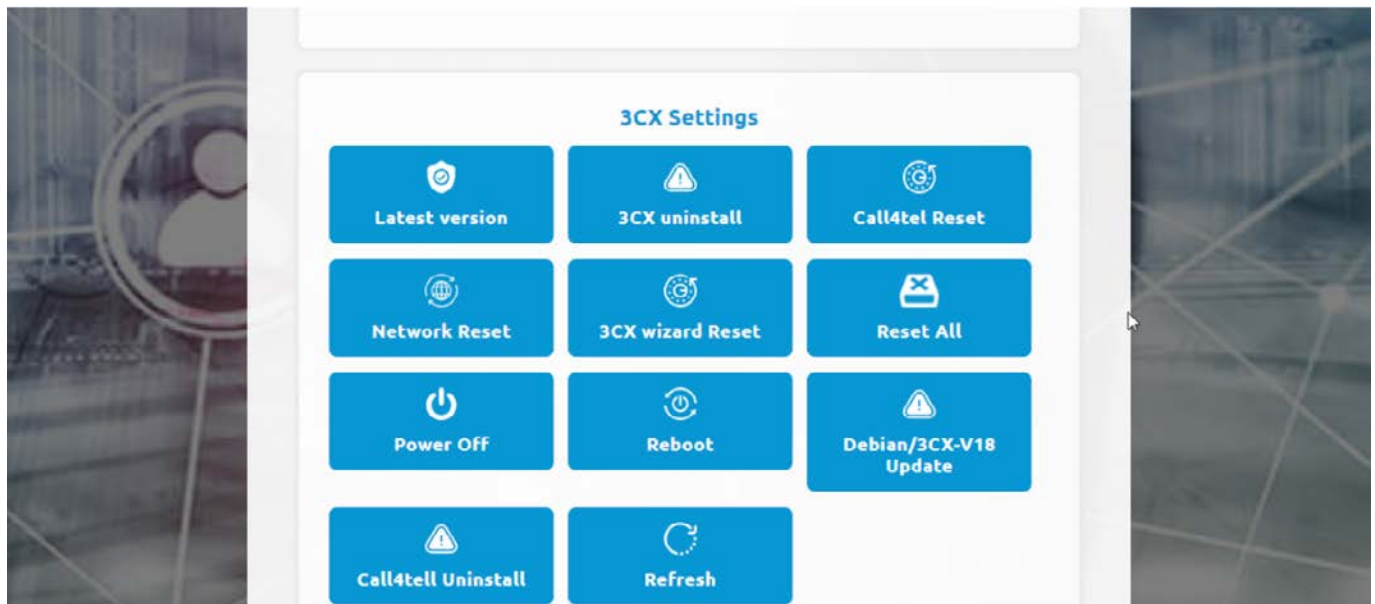 3CX Settings
Latest version
3CX uninstall
Call4tel Reset
Network Reset
3CX wizard Reset
Reset All
Power Off
Reboot
Debian/3CX-V18
Update
Call4tell Uninstall
Refresh